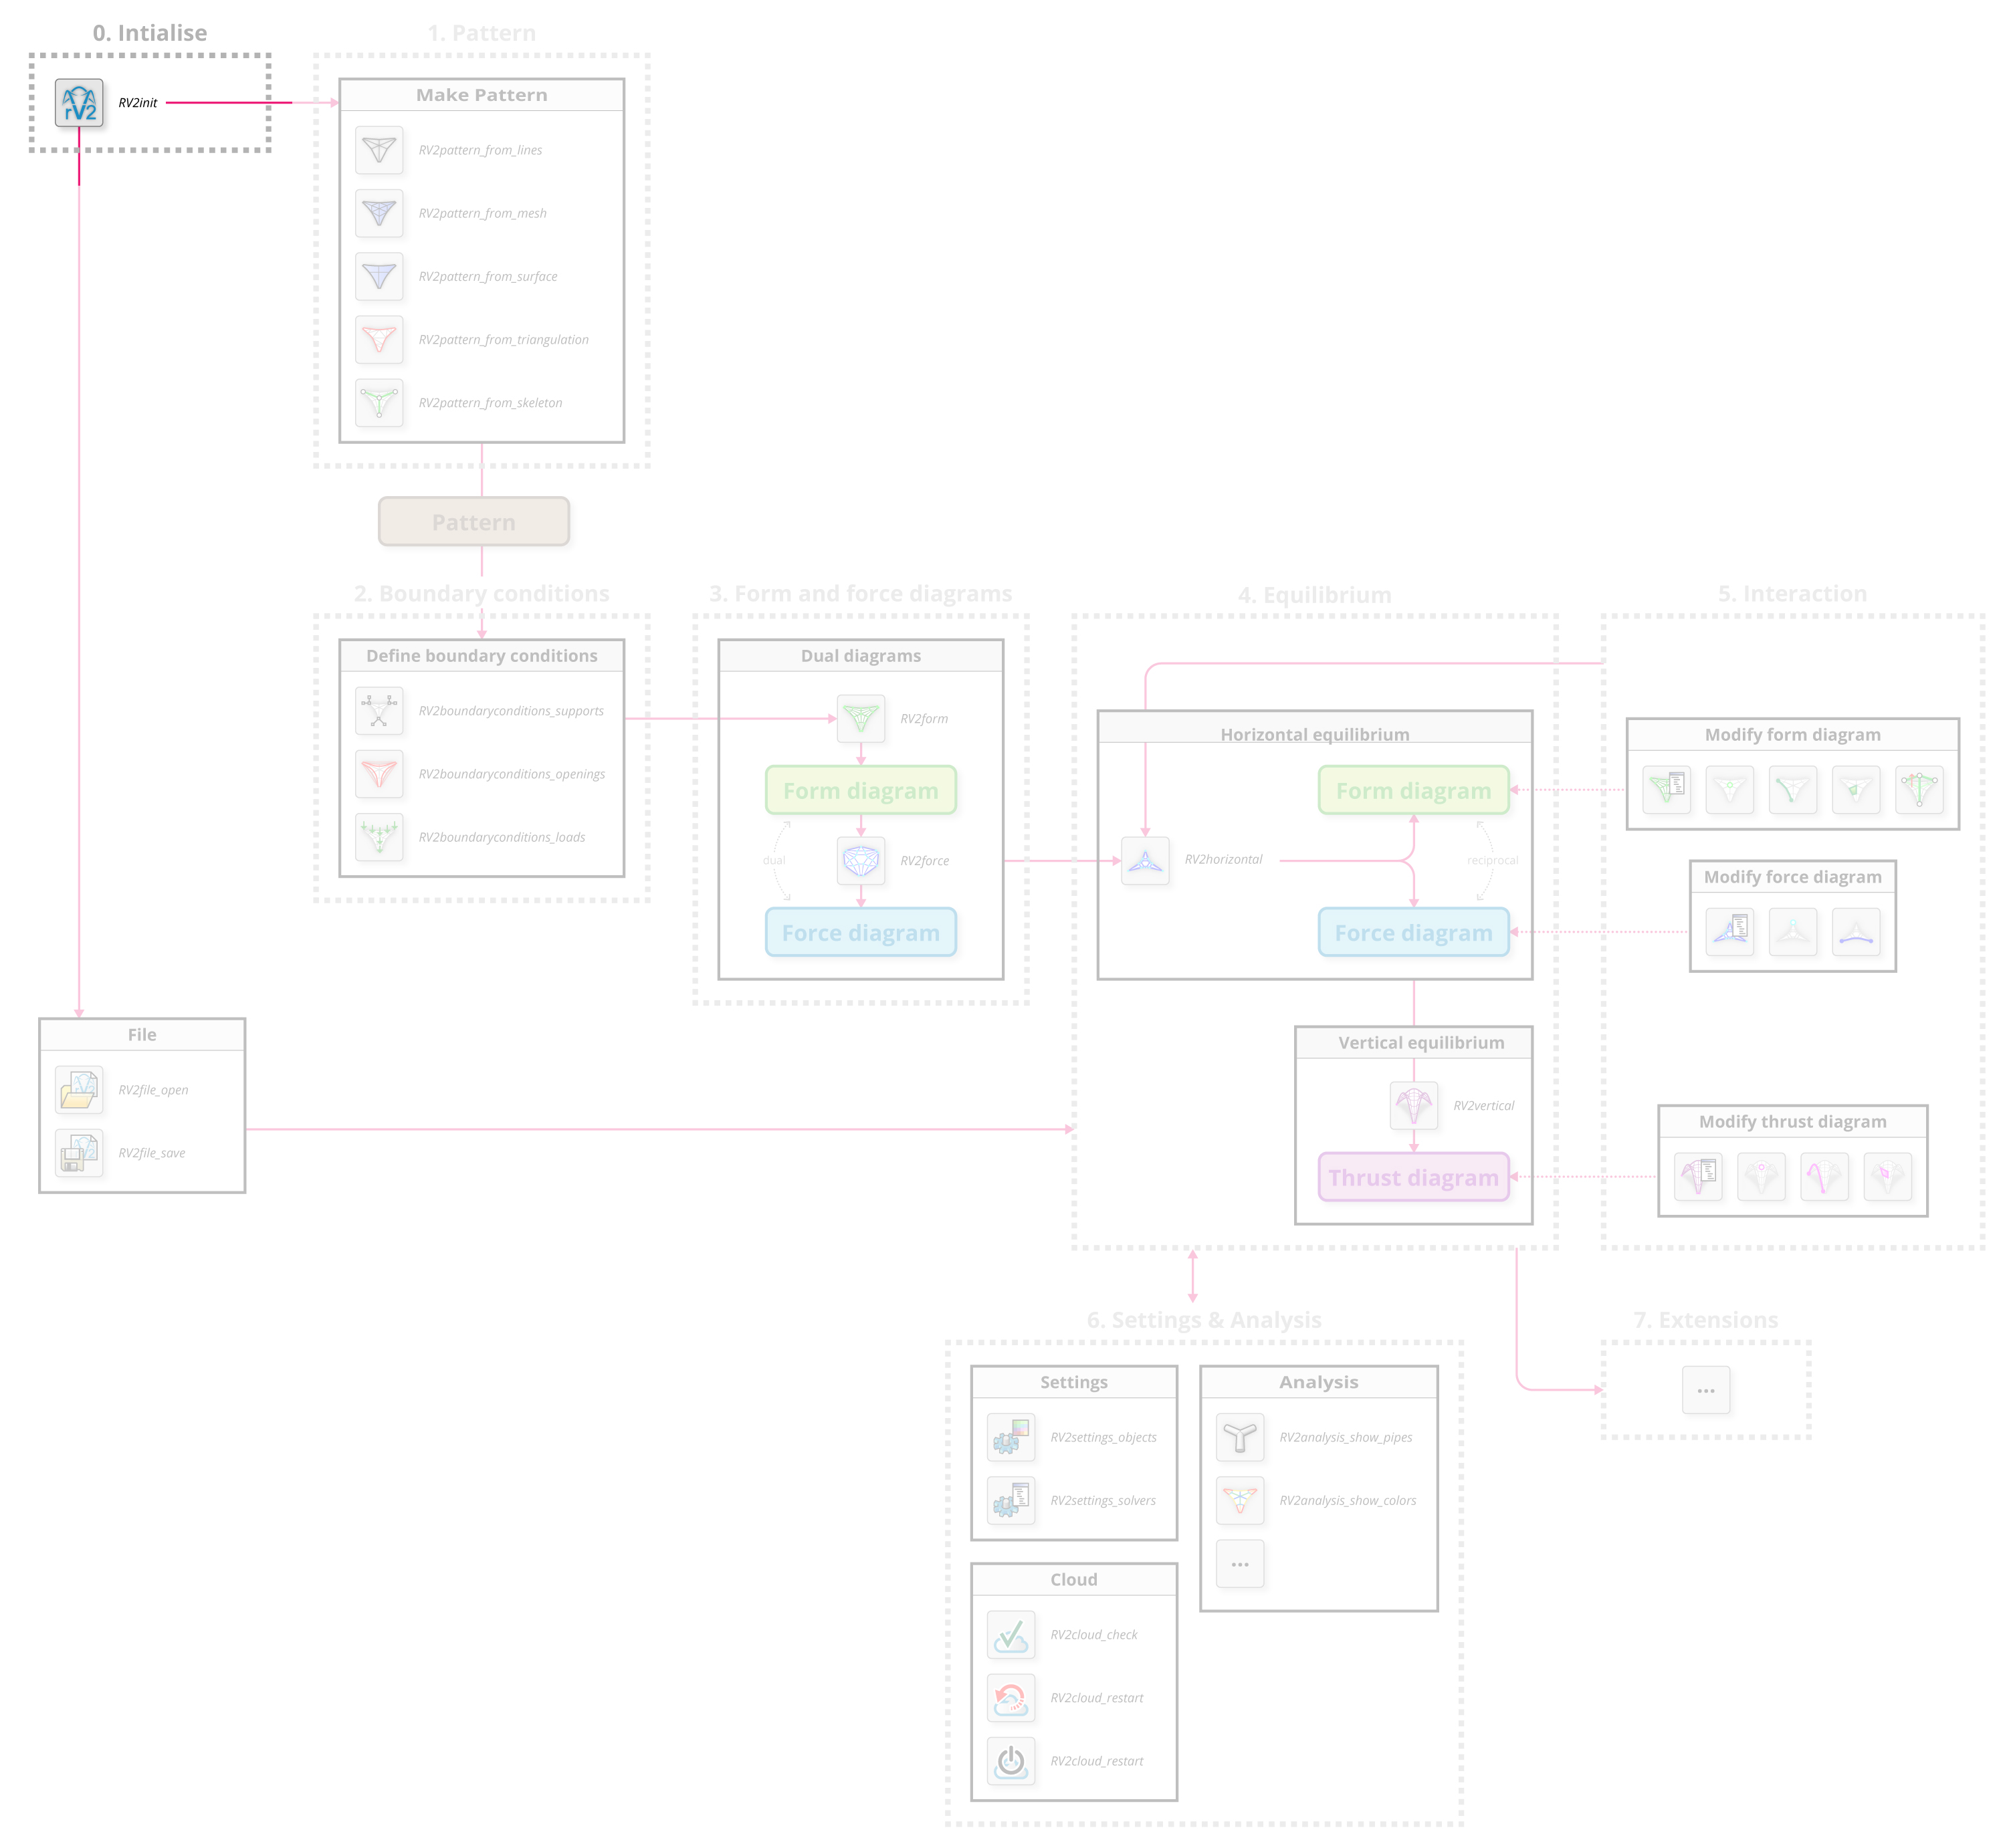 0. Intialise
rV2
RV2init
1. Pattern
Make Pattern
RV2pattern_from_lines
RV2pattern_from_mesh
RV2pattern_from_surface
RV2pattern_from_triangulation
RV2pattern_from_skeleton
Pattern
2. Boundary conditions
Define boundary conditions
RV2boundaryconditions_supports
RV2boundaryconditions_openings
RV2boundaryconditions_loads
3. Form and force diagrams
Dual diagrams
RV2form
Form diagram
dual
RV2force
Force diagram
4. Equilibrium
Horizontal equilibrium
Form diagram
RV2horizontal
reciprocal
Force diagram
Vertical equilibrium
RV2vertical
Thrust diagram
5. Interaction
Modify form diagram
Modify force diagram
Modify thrust diagram
File
RV2file_open
RV2file_save
6. Settings & Analysis
Settings
RV2settings_objects
RV2settings_solvers
Cloud
RV2cloud_check
RV2cloud_restart
RV2cloud_restart
Analysis
RV2analysis_show_pipes
RV2analysis_show_colors
...
7. Extensions
...